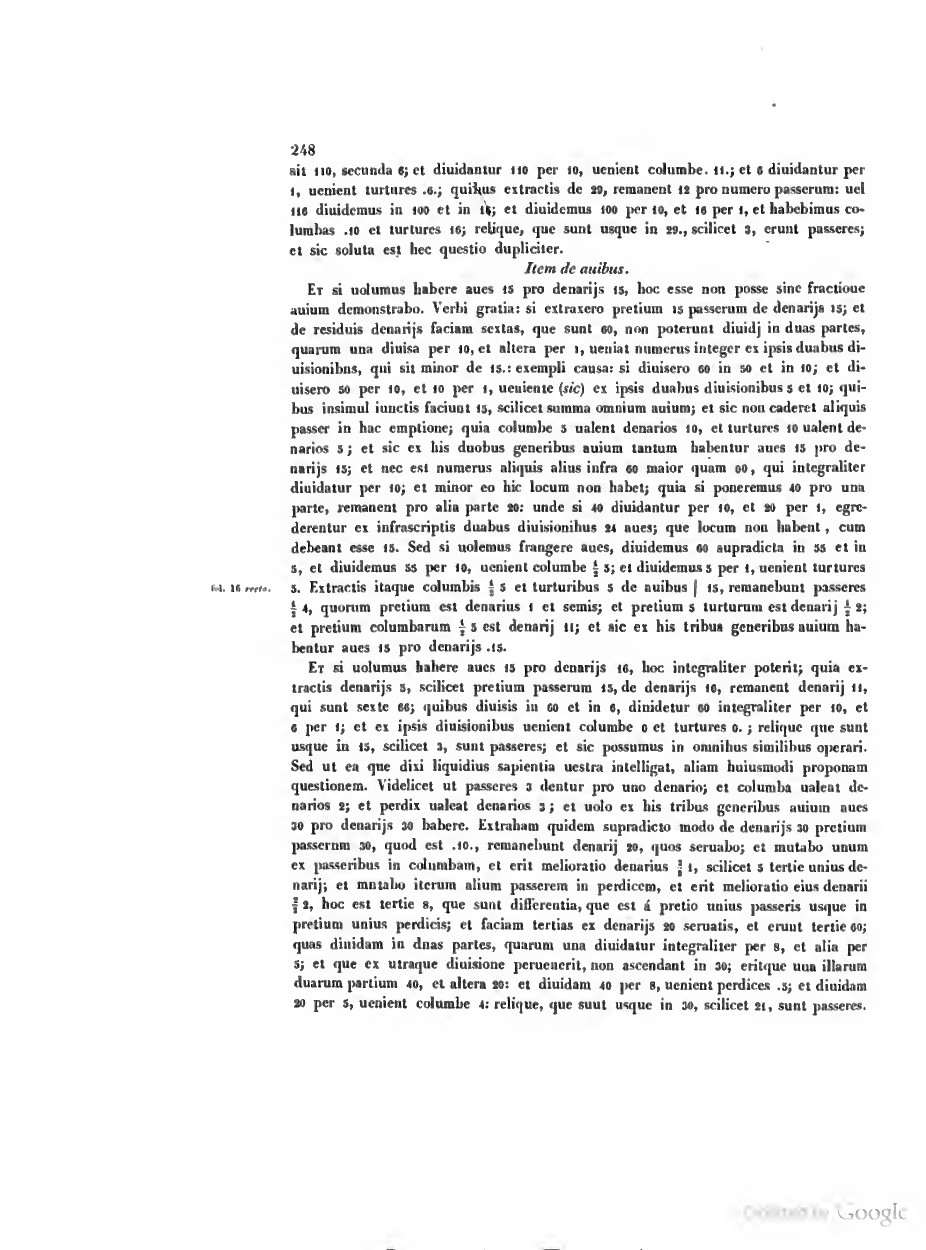 248
sit 110, secunda 6; et diuidantur 110 per 10, uenient columbe. 11.; et 6 diuidantur per
1, uenient turtures .6.; quibus extractis de 29, remanent 12 pro numero passerum: uel
116 diuidemus in 100 et in 16; et diuidemus 100 per 10, et 16 per 1, et habebimus co-
lumbas .10 et turtures 16; relique, que sunt usque in 29., scilicet 3, erunt passeres;
et sic soluta est hec questio dupliciter.
Item de auibus.
Et si uolumus habere aues 15 pro denarijs 15, hoc esse non posse sine fractione
auium demonstrabo. Verbi gratia: si extraxero pretium 15 passerum de denarijs 15; et
de residuis denarijs faciam sextas, que sunt 60, non poterunt diuidj in duas partes,
quarum una diuisa per 10, et altera per 1, ueniat numerus integer ex ipsis duabus di-
uisionibus, qui sit minor de 15.: exempli causa: si diuisero 60 in 50 et in 10; et di-
uisero 50 per 10, et 10 per 1, ueniente (sic) ex ipsis duabus diuisionibus 5 et 10; qui-
bus insimul iunctis faciunt 15, scilicet summa omnium auium; et sic non caderet aliquis
passer in hac emptione; quia columbe 5 ualent denarios 10, et turtures 10 ualent de-
narios 5; et sic ex his duobus generibus auium tantum habentur aues 15 pro de-
narijs 15; et nec est numerus aliquis alius infra 60 maior quam 60, qui integraliter
diuidatur per 10; et minor eo hic locum non habet; quia si poneremus 40 pro una
parte, remanent pro alia parte 20: unde si 40 diuidantur per 10, et 20 per 1, egre-
derentur ex infrascriptis duabus diuisionibus 24 aues; que locum non habent, cum
debeant esse 15. Sed si uolemus frangere aues, diuidemus 60 supradicta in 55 et in
5, et diuidemus 55 per 10, uenient columbe 1/2 5; et diuidemus 5 per 1, uenient turtures
fol. 16 recto.
5. Extractis itaque columbis 1/2 5 et turturibus 5 de auibus | 15, remanebunt passeres
1/2 4, quorum pretium est denarius 1 et semis; et pretium 5 turturum est denarij 1/2 2;
et pretium columbarum 1/2 5 est denarij 11; et sic ex his tribus generibus auium ha-
bentur aues 15 pro denarijs .15.
Et si uolumus habere aues 15 pro denarijs 16, hoc integraliter poterit; quia ex-
tractis denarijs 5, scilicet pretium passerum 15, de denarijs 16, remanent denarij 11,
qui sunt sexte 66; quibus diuisis in 60 et in 6, diuidetur 60 integraliter per 10, et
6 per 1; et ex ipsis diuisionibus uenient columbe 6 et turtures 6. ; relique que sunt
usque in 15, scilicet 3, sunt passeres; et sic possumus in omnibus similibus operari.
Sed ut ea que dixi liquidius sapientia uestra intelligat, aliam huiusmodi proponam
questionem. Videlicet ut passeres 3 dentur pro uno denario; et columba ualeat de-
narios 2; et perdix ualeat denarios 3; et uolo ex his tribus generibus auium aues
30 pro denarijs 30 habere. Extraham quidem supradicto modo de denarijs 30 pretium
passerum 30, quod est .10., remanebunt denarij 20, quos seruabo; et mutabo unum
ex passeribus in columbam, et erit melioratio denarius 2/3 1, scilicet 5 tertie unius de-
narij; et mutabo iterum alium passerem in perdicem, et erit melioratio eius denarii
2/3 2, hoc est tertie 8, que sunt differentia, que est á pretio unius passeris usque in
pretium unius perdicis; et faciam tertias ex denarijs 20 seruatis, et erunt tertie 60;
quas diuidam in duas partes, quarum una diuidatur integraliter per 8, et alia per
5; et que ex utraque diuisione peruenerit, non ascendant in 30; eritque una illarum
duarum partium 40, et altera 20: et diuidam 40 per 8, uenient perdices .5; et diuidam
20 per 5, uenient columbe 4: relique, que sunt usque in 30, scilicet 21, sunt passeres.
Digitized by Google